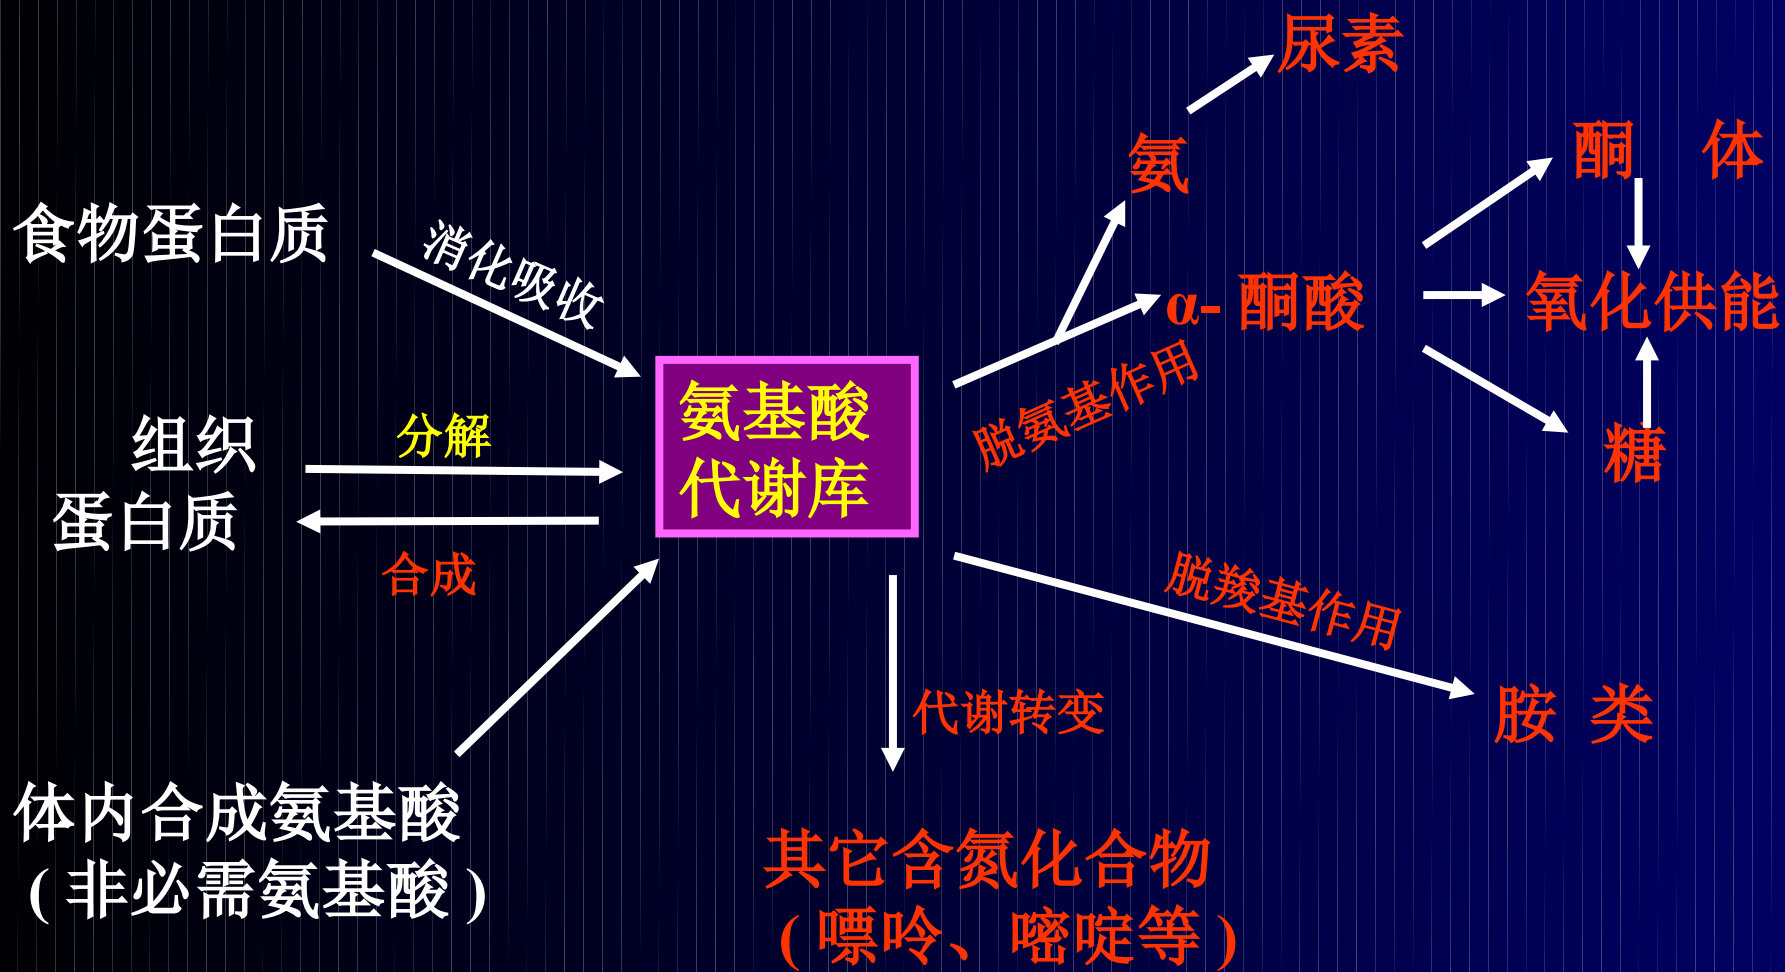 尿素
氨
酮 体
食物蛋白质
消化吸收
α- 酮酸
氧化供能
脱氨基作用
氨基酸
代谢库
组织
蛋白质
分解
合成
糖
脱羧基作用
胺 类
代谢转变
体内合成氨基酸
( 非必需氨基酸 )
其它含氮化合物
( 嘌呤、嘧啶等 )